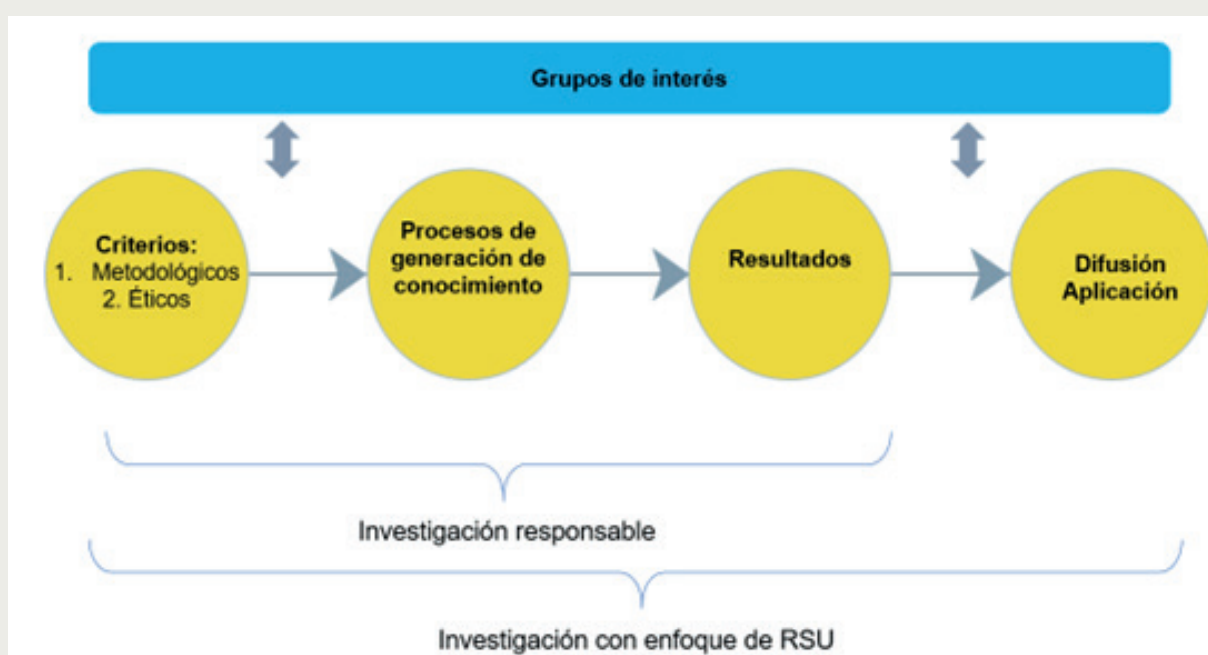 Grupos de interés
Criterios:
1. Metodológicos
2. Éticos
Procesos de
generación de
conocimiento
Resultados
Difusión
Aplicación
Investigación responsable
Investigación con enfoque de RSU